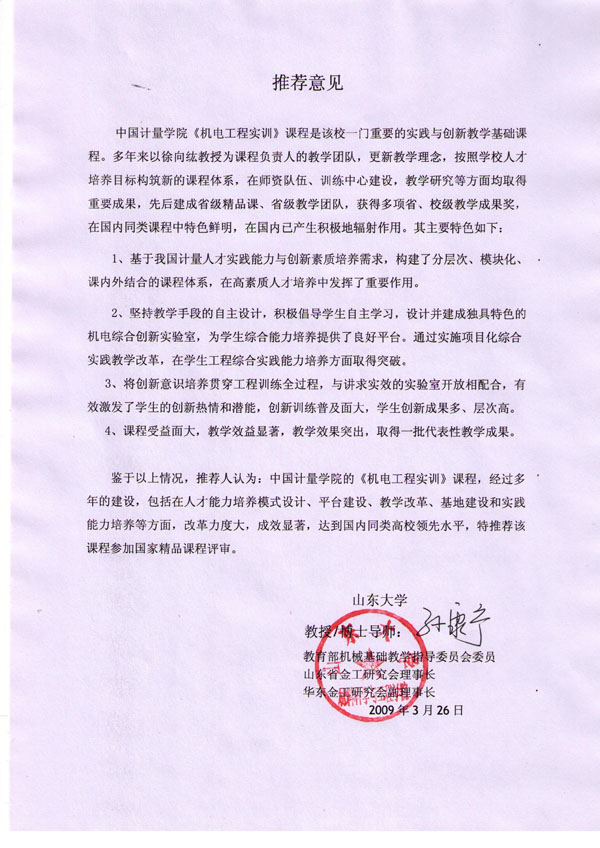 推荐意见
中国计量学院《机电工程实训》课程是该校一门重要的实践与创新教学基础课
程。多年来以徐向纮教授为课程负责人的教学团队，更新教学理念，按照学校人才
培养目标构筑新的课程体系，在师资队伍、训练中心建设，教学研究等方面均取得
重要成果，先后建成省级精品课、省级教学团队，获得多项省、校级教学成果奖，
在国内同类课程中特色鲜明，在国内已产生积极地辐射作用。其主要特色如下：
1、基于我国计量人才实践能力与创新素质培养需求，构建了分层次、模块化、
课内外结合的课程体系，在高素质人才培养中发挥了重要作用。
2、坚持教学手段的自主设计，积极倡导学生自主学习，设计并建成独具特色的
机电综合创新实验室，为学生综合能力培养提供了良好平台。通过实施项目化综合
实践教学改革，在学生工程综合实践能力培养方面取得突破。
3、将创新意识培养贯穿工程训练全过程，与讲求实效的实验室开放相配合，有
效激发了学生的创新热情和潜能，创新训练普及面大，学生创新成果多、层次高。
4、课程受益面大，教学效益显著，教学效果突出，取得一批代表性教学成果。
鉴于以上情况，推荐人认为：中国计量学院的《机电工程实训》课程，经过多
年的建设，包括在人才能力培养模式设计、平台建设、教学改革、基地建设和实践
能力培养等方面，改革力度大，成效显著，达到国内同类高校领先水平，特推荐该
课程参加国家精品课程评审。
山东大学
教授/博士导师：孙康宁
教育部机械基础教学指导委员会委员
山东省金工研究会理事长
华东金工研究会副理事长
2009 年 3 月 26 日